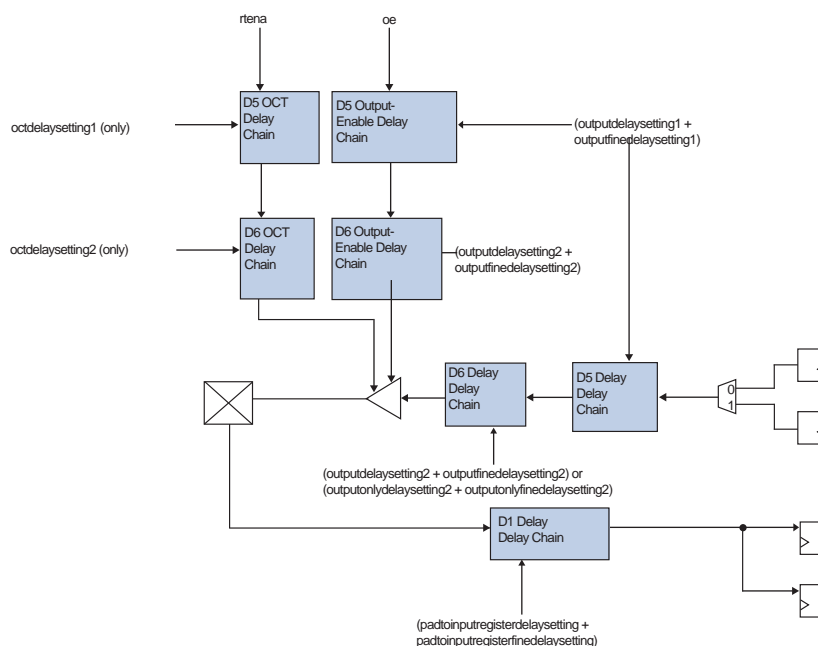 rtena
oe
D5 OCT
Delay
Chain
D5 Output-
Enable Delay
Chain
octdelaysetting1 (only)
(outputdelaysetting1 +
outputfinedelaysetting1)
D6 OCT
Delay
Chain
D6 Output-
Enable Delay
Chain
octdelaysetting2 (only)
(outputdelaysetting2 +
outputfinedelaysetting2)
D6 Delay
Delay
Chain
D5 Delay
Delay
Chain
0
1
(outputdelaysetting2 + outputfinedelaysetting2) or
(outputonlydelaysetting2 + outputonlyfinedelaysetting2)
D1 Delay
Delay Chain
(padtoinputregisterdelaysetting +
padtoinputregisterfinedelaysetting)